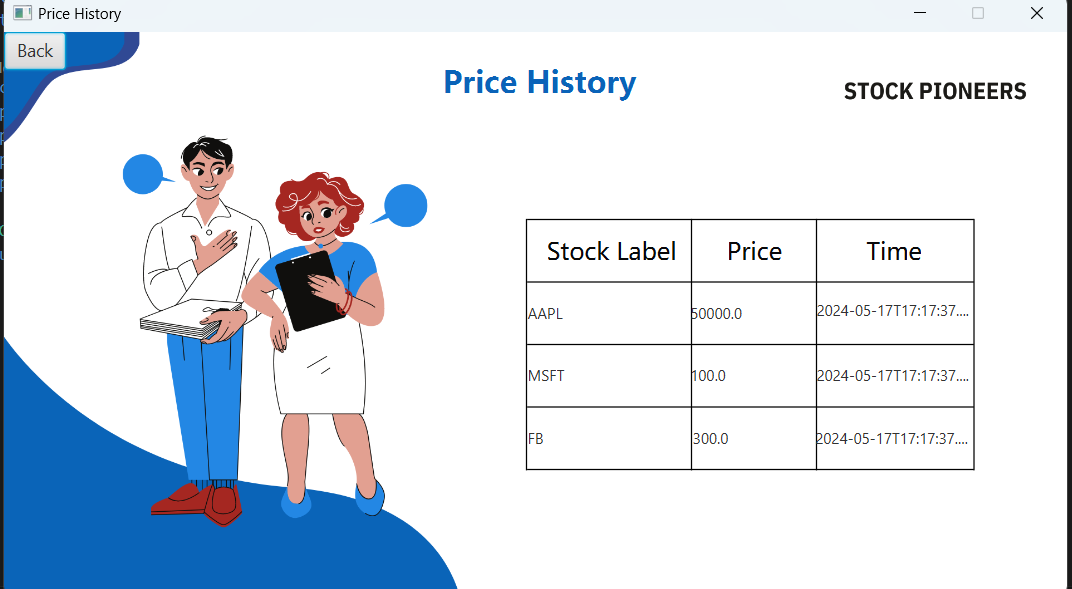 Price History
Back
Price History
STOCK PIONEERS
Stock Label Price Time
AAPL 50000.0 2024-05-17T17:17:37....
MSFT 100.0 2024-05-17T17:17:37....
FB 300.0 2024-05-17T17:17:37....